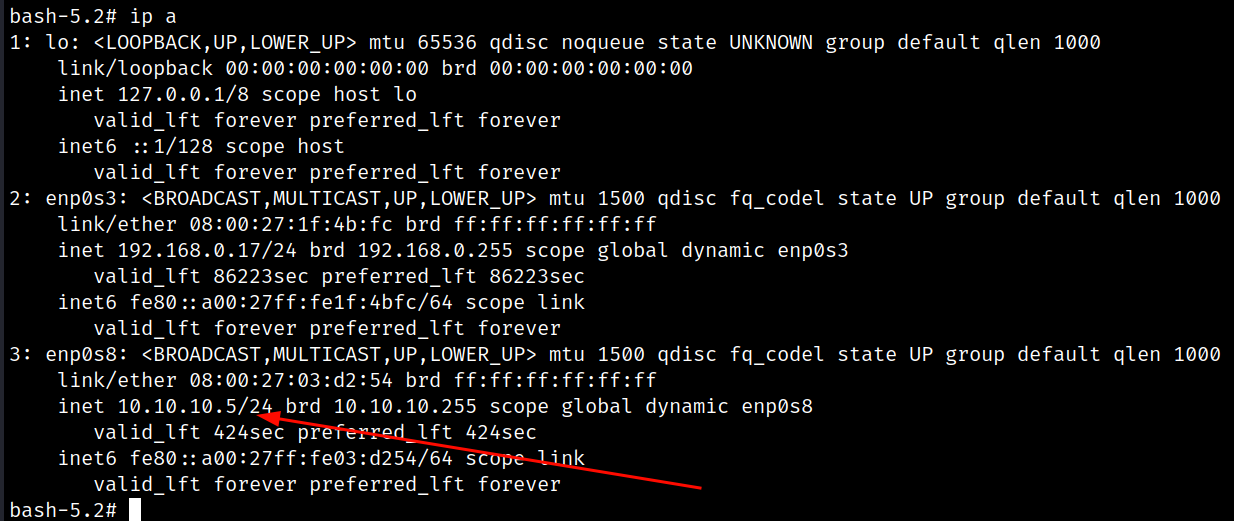 bash-5.2# ip a
1: lo: <LOOPBACK,UP,LOWER_UP> mtu 65536 qdisc noqueue state UNKNOWN group default qlen 1000
    link/loopback 00:00:00:00:00:00 brd 00:00:00:00:00:00
    inet 127.0.0.1/8 scope host lo
       valid_lft forever preferred_lft forever
    inet6 ::1/128 scope host
       valid_lft forever preferred_lft forever
2: enp0s3: <BROADCAST,MULTICAST,UP,LOWER_UP> mtu 1500 qdisc fq_codel state UP group default qlen 1000
    link/ether 08:00:27:1f:4b:fc brd ff:ff:ff:ff:ff:ff
    inet 192.168.0.17/24 brd 192.168.0.255 scope global dynamic enp0s3
       valid_lft 86223sec preferred_lft 86223sec
    inet6 fe80::a00:27ff:fe1f:4bfc/64 scope link
       valid_lft forever preferred_lft forever
3: enp0s8: <BROADCAST,MULTICAST,UP,LOWER_UP> mtu 1500 qdisc fq_codel state UP group default qlen 1000
    link/ether 08:00:27:03:d2:54 brd ff:ff:ff:ff:ff:ff
    inet 10.10.10.5/24 brd 10.10.10.255 scope global dynamic enp0s8
       valid_lft 424sec preferred_lft 424sec
    inet6 fe80::a00:27ff:fe03:d254/64 scope link
       valid_lft forever preferred_lft forever
bash-5.2#